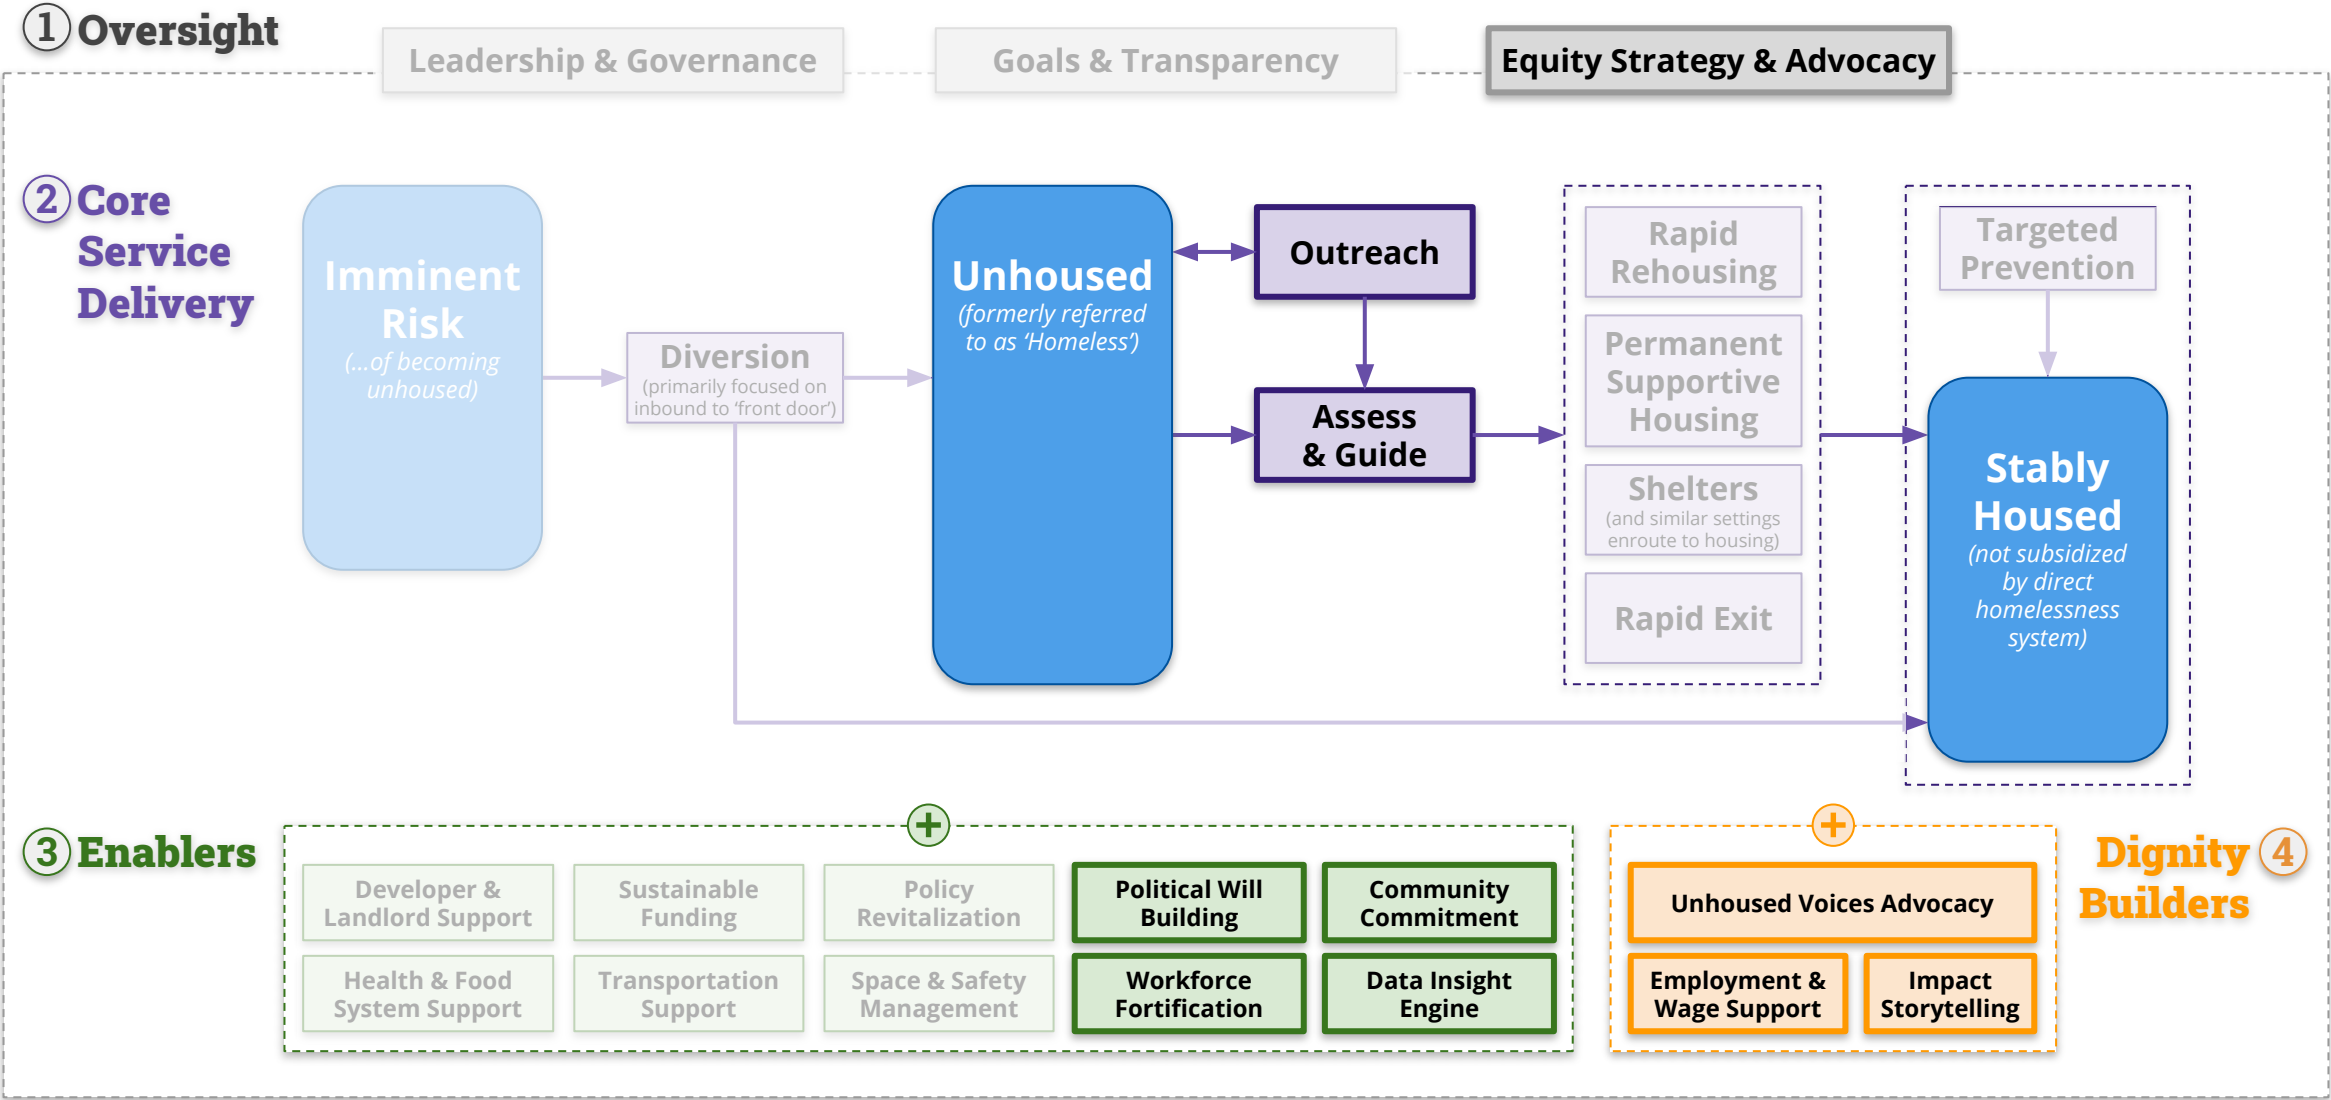 1 Oversight
Leadership & Governance
Goals & Transparency
Equity Strategy & Advocacy
2 Core
Service
Delivery
Imminent
Risk
(...of becoming
unhoused)
Diversion
(primarily focused on
inbound to ‘front door’)
Unhoused
(formerly referred
to as ‘Homeless’)
Outreach
Assess
& Guide
Rapid
Rehousing
Permanent
Supportive
Housing
Shelters
(and similar settings
enroute to housing)
Rapid Exit
Targeted
Prevention
Stably
Housed
(not subsidized
by direct
homelessness
system)
3 Enablers
+
Developer &
Landlord Support
Sustainable
Funding
Policy
Revitalization
Political Will
Building
Community
Commitment
Health & Food
System Support
Transportation
Support
Space & Safety
Management
Workforce
Fortification
Data Insight
Engine
+
Unhoused Voices Advocacy
Employment &
Wage Support
Impact
Storytelling
Dignity 4
Builders